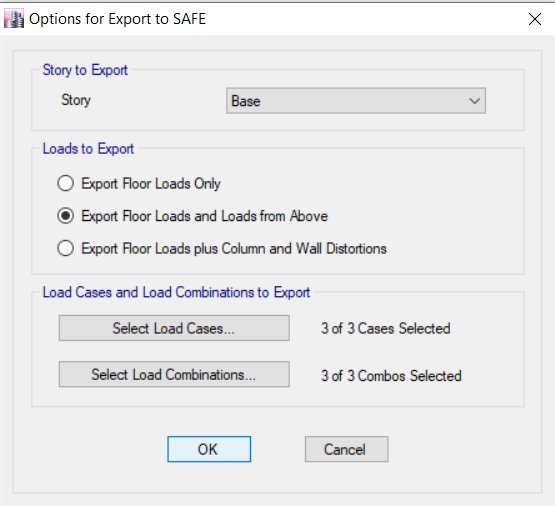 Options for Export to SAFE
Story to Export
Story
Base
Loads to Export
Export Floor Loads Only
Export Floor Loads and Loads from Above
Export Floor Loads plus Column and Wall Distortions
Load Cases and Load Combinations to Export
Select Load Cases... 3 of 3 Cases Selected
Select Load Combinations... 3 of 3 Combos Selected
OK Cancel